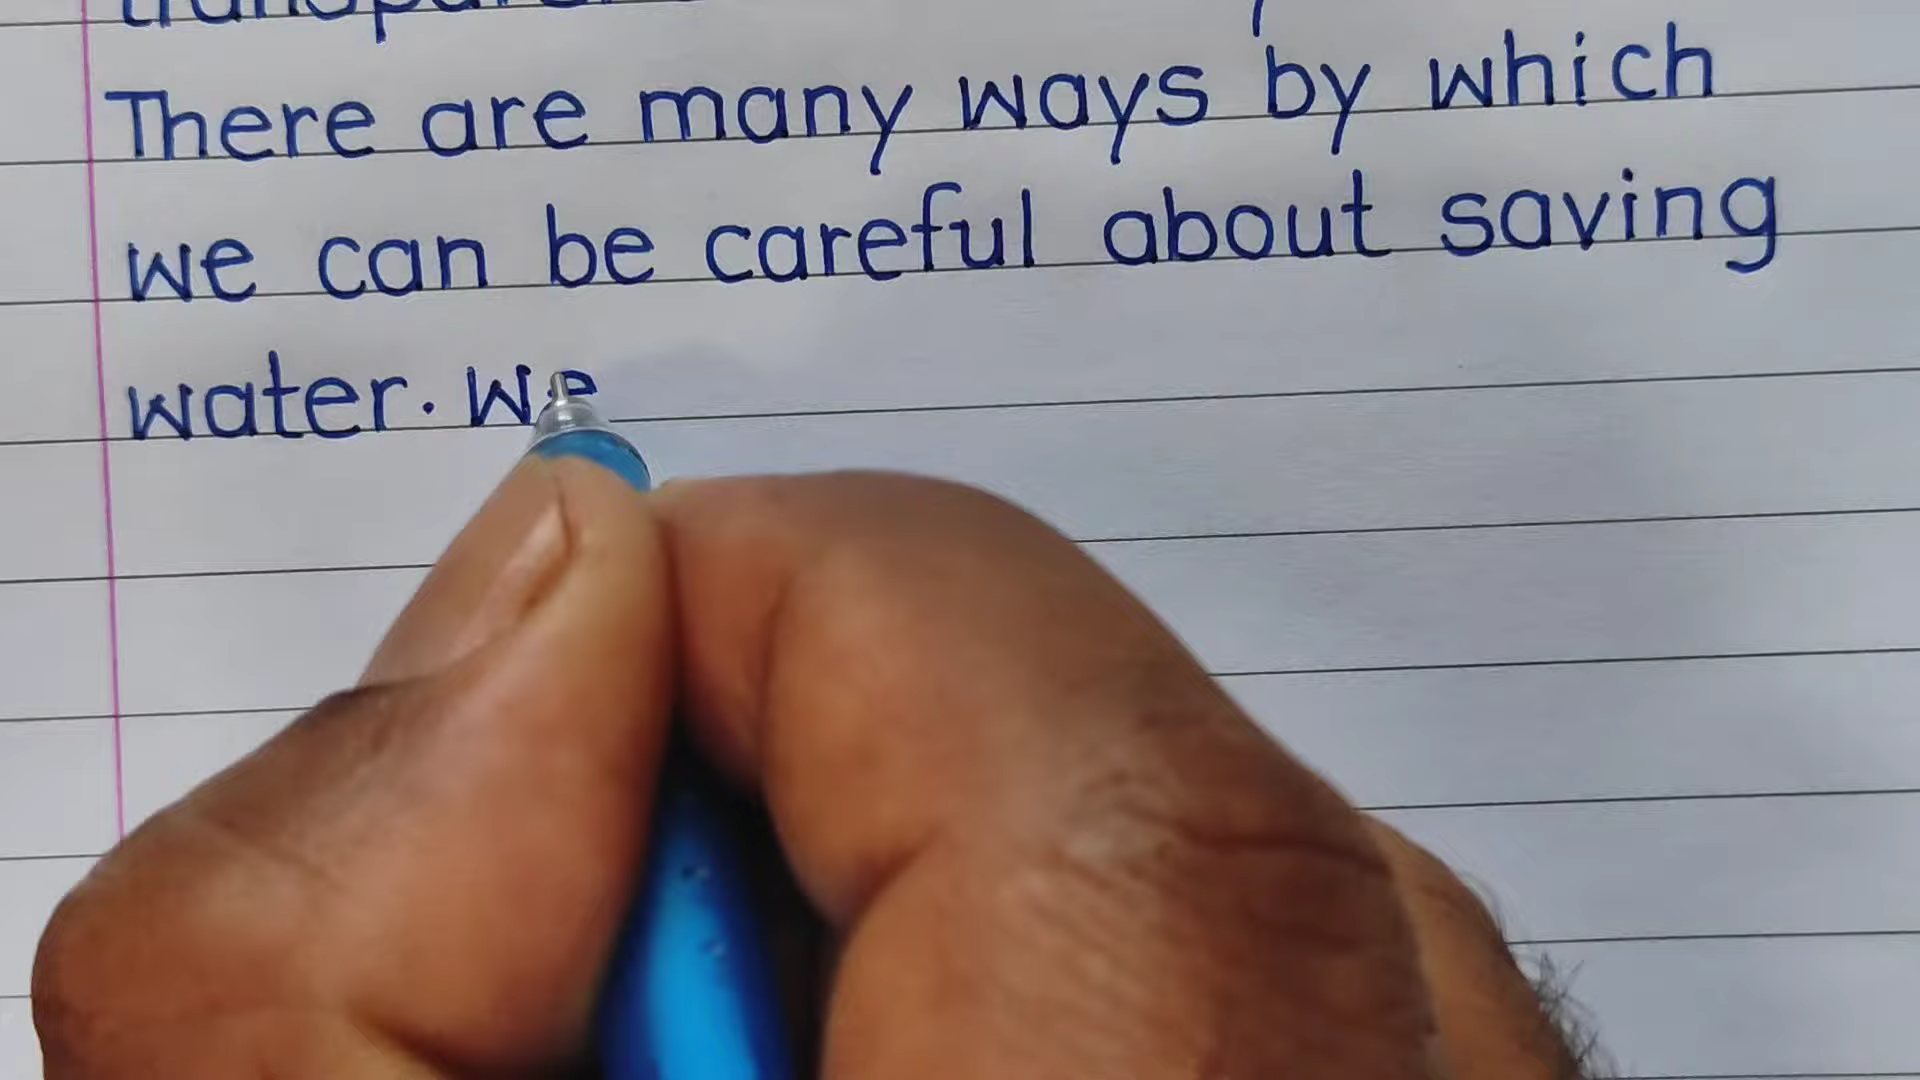 There are many ways by which
we can be careful about saving
water. We